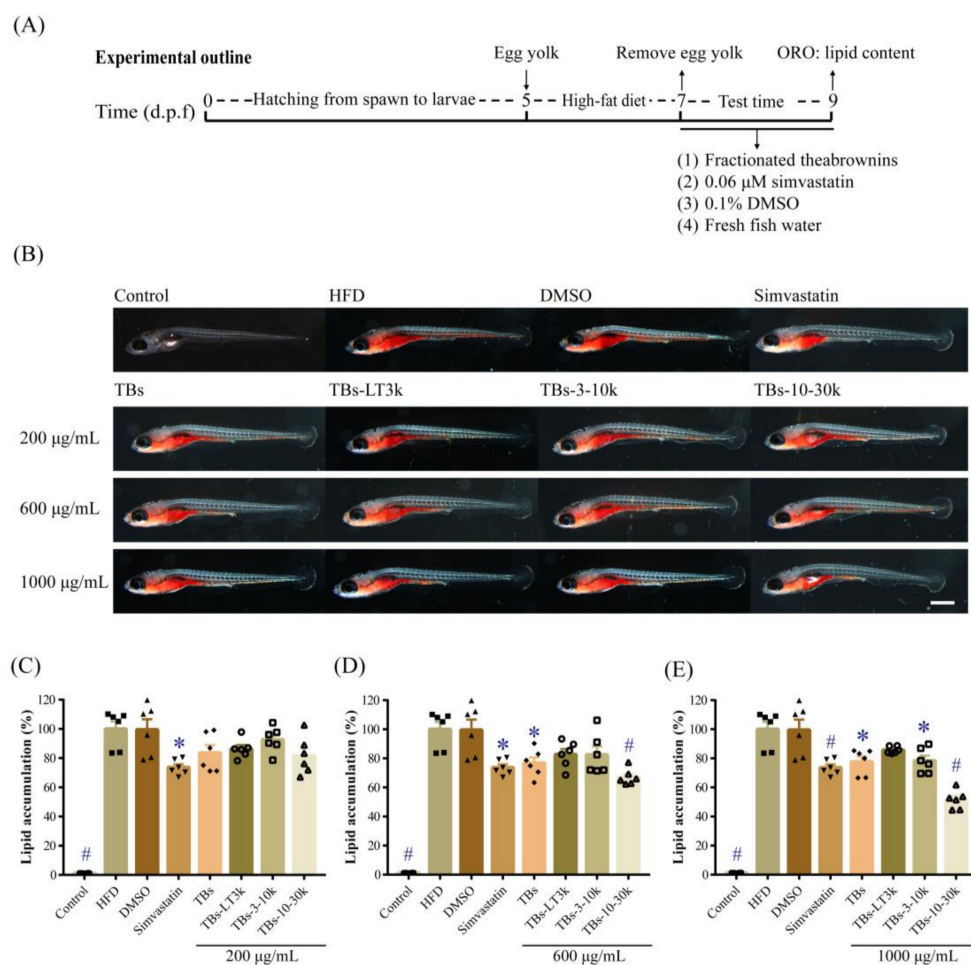 (A)
Experimental outline
Egg yolk
Remove egg yolk
ORO: lipid content
Time (d.p.f)
0
Hatching from spawn to larvae
5
High-fat diet
7
Test time
9
(1) Fractionated theabrownins
(2) 0.06 μM simvastatin
(3) 0.1% DMSO
(4) Fresh fish water
(B)
Control
HFD
DMSO
Simvastatin
TBs
TBs-LT3k
TBs-3-10k
TBs-10-30k
200 μg/mL
600 μg/mL
1000 μg/mL
(C)
Lipid accumulation (%)
120
100
80
60
40
20
0
#
*
Control
HFD
DMSO
Simvastatin
TBs
TBs-LT3k
TBs-3-10k
TBs-10-30k
200 μg/mL
(D)
Lipid accumulation (%)
120
100
80
60
40
20
0
#
*
*
#
Control
HFD
DMSO
Simvastatin
TBs
TBs-LT3k
TBs-3-10k
TBs-10-30k
600 μg/mL
(E)
Lipid accumulation (%)
120
100
80
60
40
20
0
#
#
*
*
#
Control
HFD
DMSO
Simvastatin
TBs
TBs-LT3k
TBs-3-10k
TBs-10-30k
1000 μg/mL